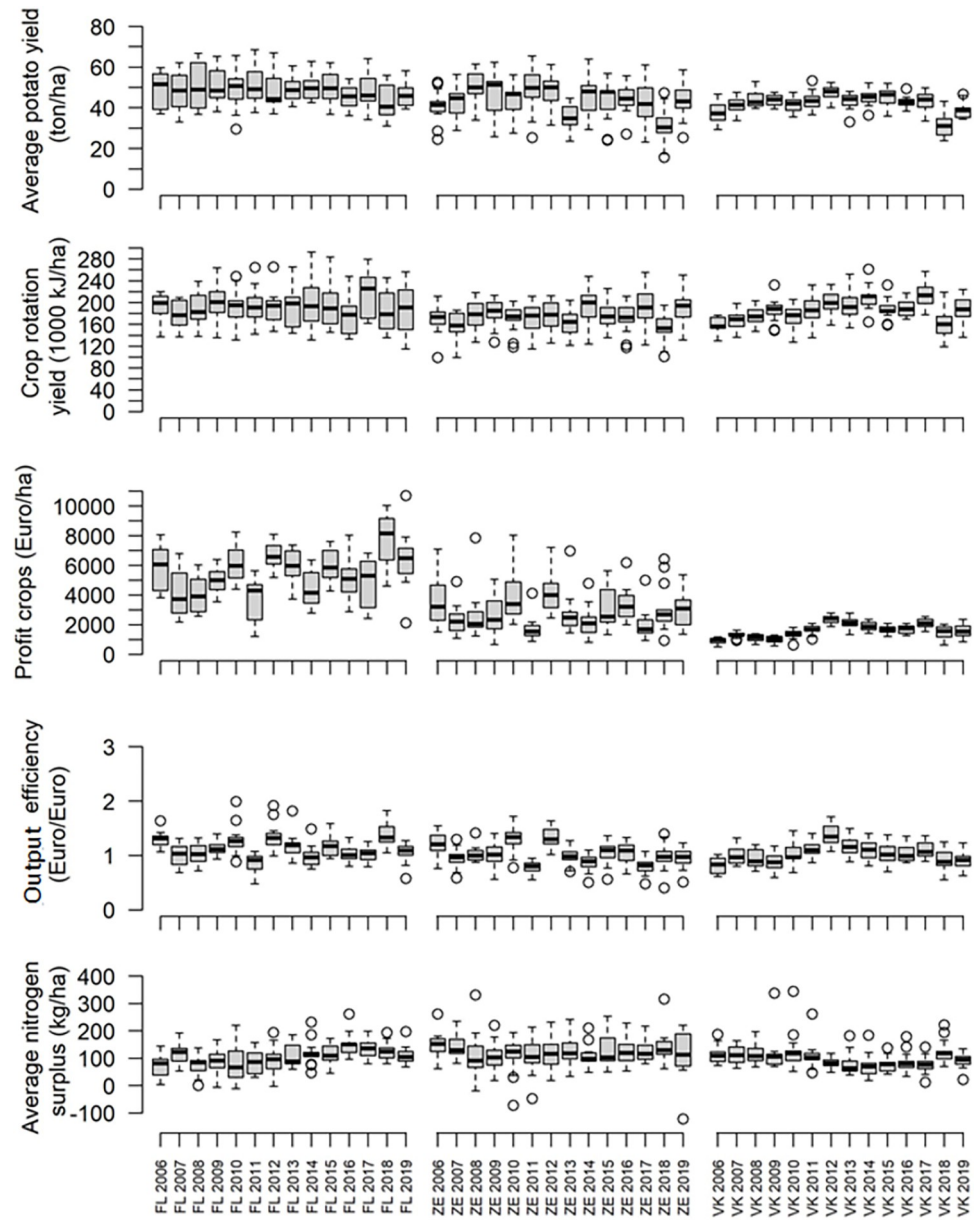 Average potato yield
(ton/ha)
80
60
40
20
0
Crop rotation
yield (1000 kJ/ha)
280
240
200
160
120
80
40
0
Profit crops (Euro/ha)
10000
8000
6000
4000
2000
0
Output efficiency
(Euro/Euro)
3
2
1
0
Average nitrogen
surplus (kg/ha)
400
300
200
100
0
-100
FL 2006
FL 2007
FL 2008
FL 2009
FL 2010
FL 2011
FL 2012
FL 2013
FL 2014
FL 2015
FL 2016
FL 2017
FL 2018
FL 2019
ZE 2006
ZE 2007
ZE 2008
ZE 2009
ZE 2010
ZE 2011
ZE 2012
ZE 2013
ZE 2014
ZE 2015
ZE 2016
ZE 2017
ZE 2018
ZE 2019
VK 2006
VK 2007
VK 2008
VK 2009
VK 2010
VK 2011
VK 2012
VK 2013
VK 2014
VK 2015
VK 2016
VK 2017
VK 2018
VK 2019